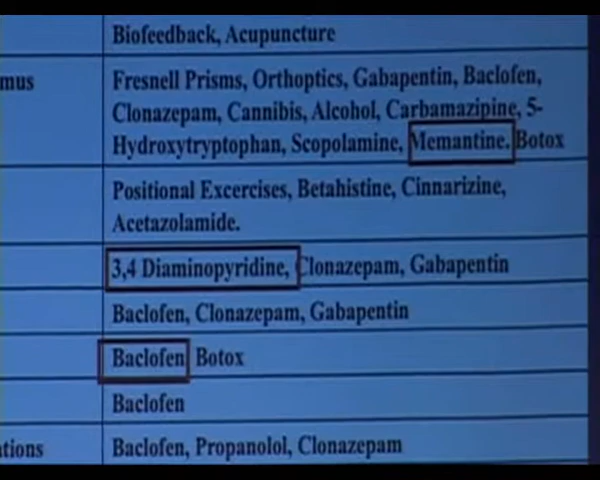 Biofeedback, Acupuncture
mus
Fresnell Prisms, Orthoptics, Gabapentin, Baclofen,
Clonazepam, Cannibis, Alcohol, Carbamazipine, 5-
Hydroxytryptophan, Scopolamine, Memantine. Botox
Positional Excercises, Betahistine, Cinnarizine,
Acetazolamide.
3,4 Diaminopyridine, Clonazepam, Gabapentin
Baclofen, Clonazepam, Gabapentin
Baclofen Botox
Baclofen
tions
Baclofen, Propanolol, Clonazepam